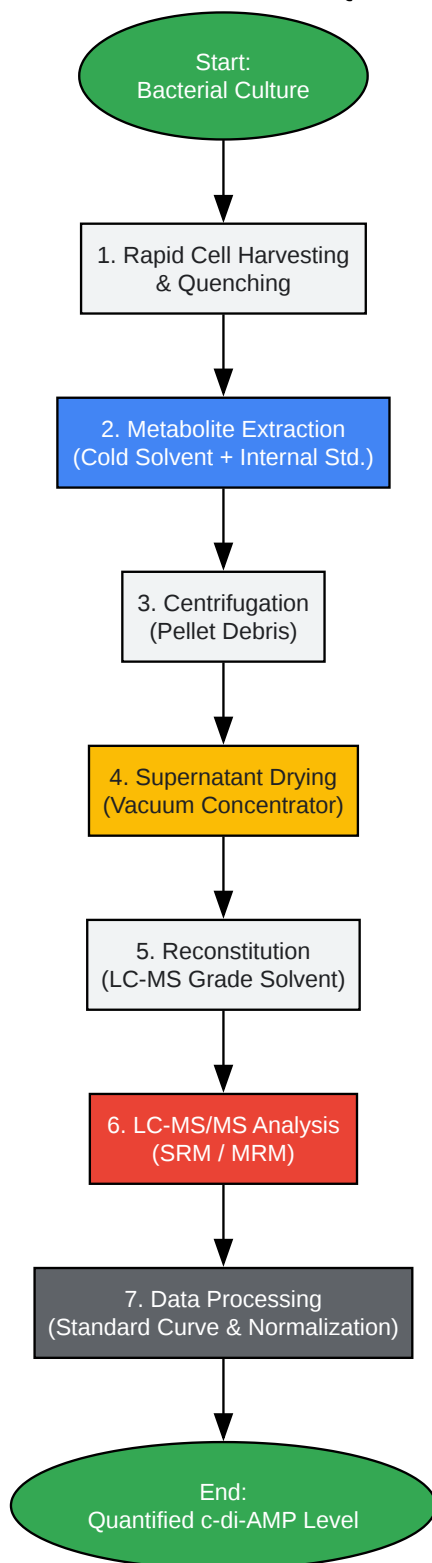 Start:
Bacterial Culture
1. Rapid Cell Harvesting
& Quenching
2. Metabolite Extraction
(Cold Solvent + Internal Std.)
3. Centrifugation
(Pellet Debris)
4. Supernatant Drying
(Vacuum Concentrator)
5. Reconstitution
(LC-MS Grade Solvent)
6. LC-MS/MS Analysis
(SRM / MRM)
7. Data Processing
(Standard Curve & Normalization)
End:
Quantified c-di-AMP Level